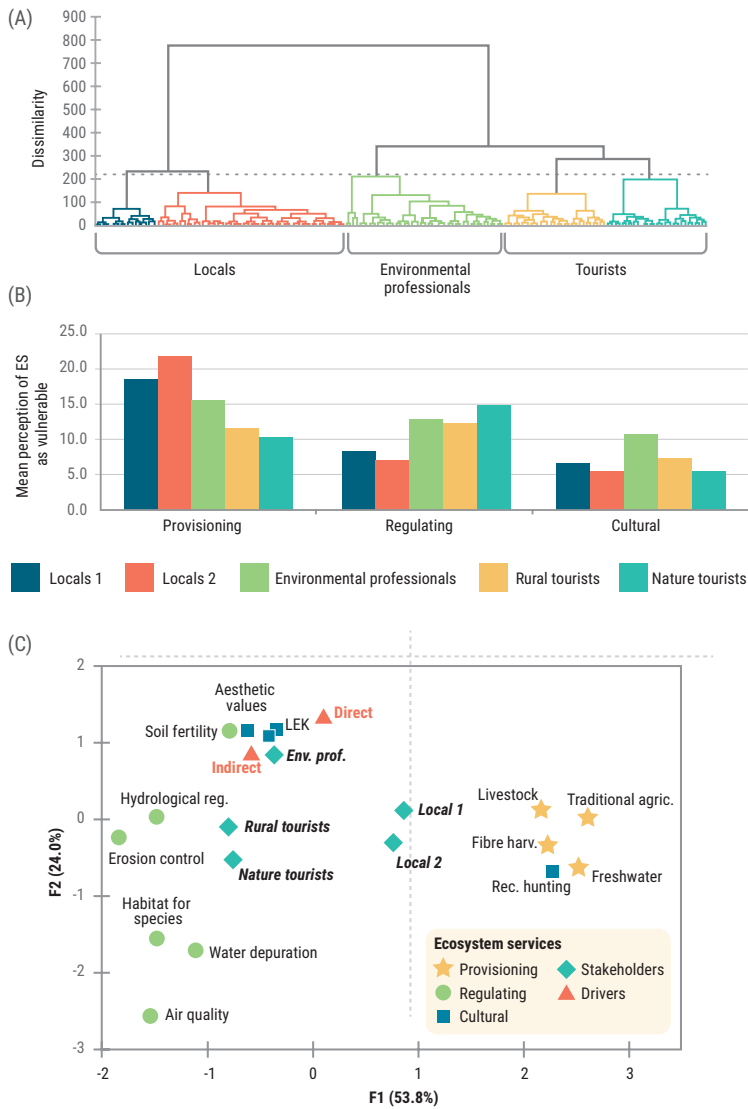 (A)
900
800
700
600
500
400
300
200
100
0
Dissimilarity
Locals
Environmental
professionals
Tourists
(B)
25.0
20.0
15.0
10.0
5.0
0.0
Mean perception of ES
as vulnerable
Provisioning
Regulating
Cultural
Locals 1
Locals 2
Environmental professionals
Rural tourists
Nature tourists
(C)
2
1
0
-1
-2
-3
F2 (24.0%)
Aesthetic
values
LEK
Direct
Soil fertility
Indirect
Env. prof.
Hydrological reg.
Erosion control
Rural tourists
Nature tourists
Local 1
Local 2
Livestock
Traditional agric.
Fibre harv.
Freshwater
Rec. hunting
Habitat for
species
Water depuration
Air quality
Ecosystem services
Provisioning
Stakeholders
Regulating
Drivers
Cultural
-2
-1
0
1
2
3
F1 (53.8%)